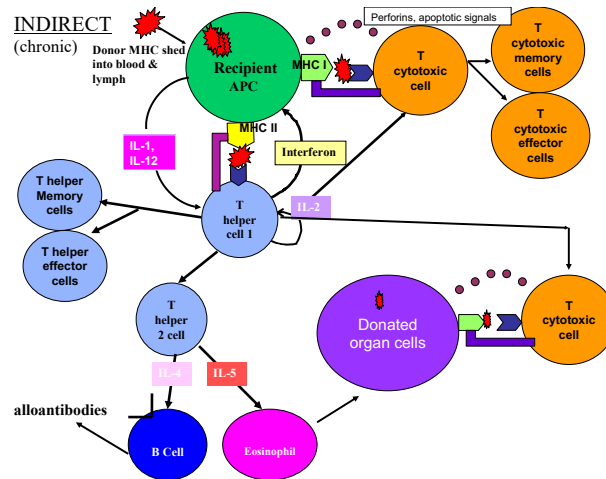 INDIRECT
(chronic)
Donor MHC shed
into blood &
lymph
Recipient
APC
MHC I
Perforins, apoptotic signals
T
cytotoxic
cell
T
cytotoxic
memory
cells
T
cytotoxic
effector
cells
MHC II
IL-1,
IL-12
Interferon
T helper
Memory
cells
T helper
effector
cells
T
helper
cell 1
IL-2
T
helper
2 cell
Donated
organ cells
T
cytotoxic
cell
IL-4
IL-5
alloantibodies
B Cell
Eosinophil